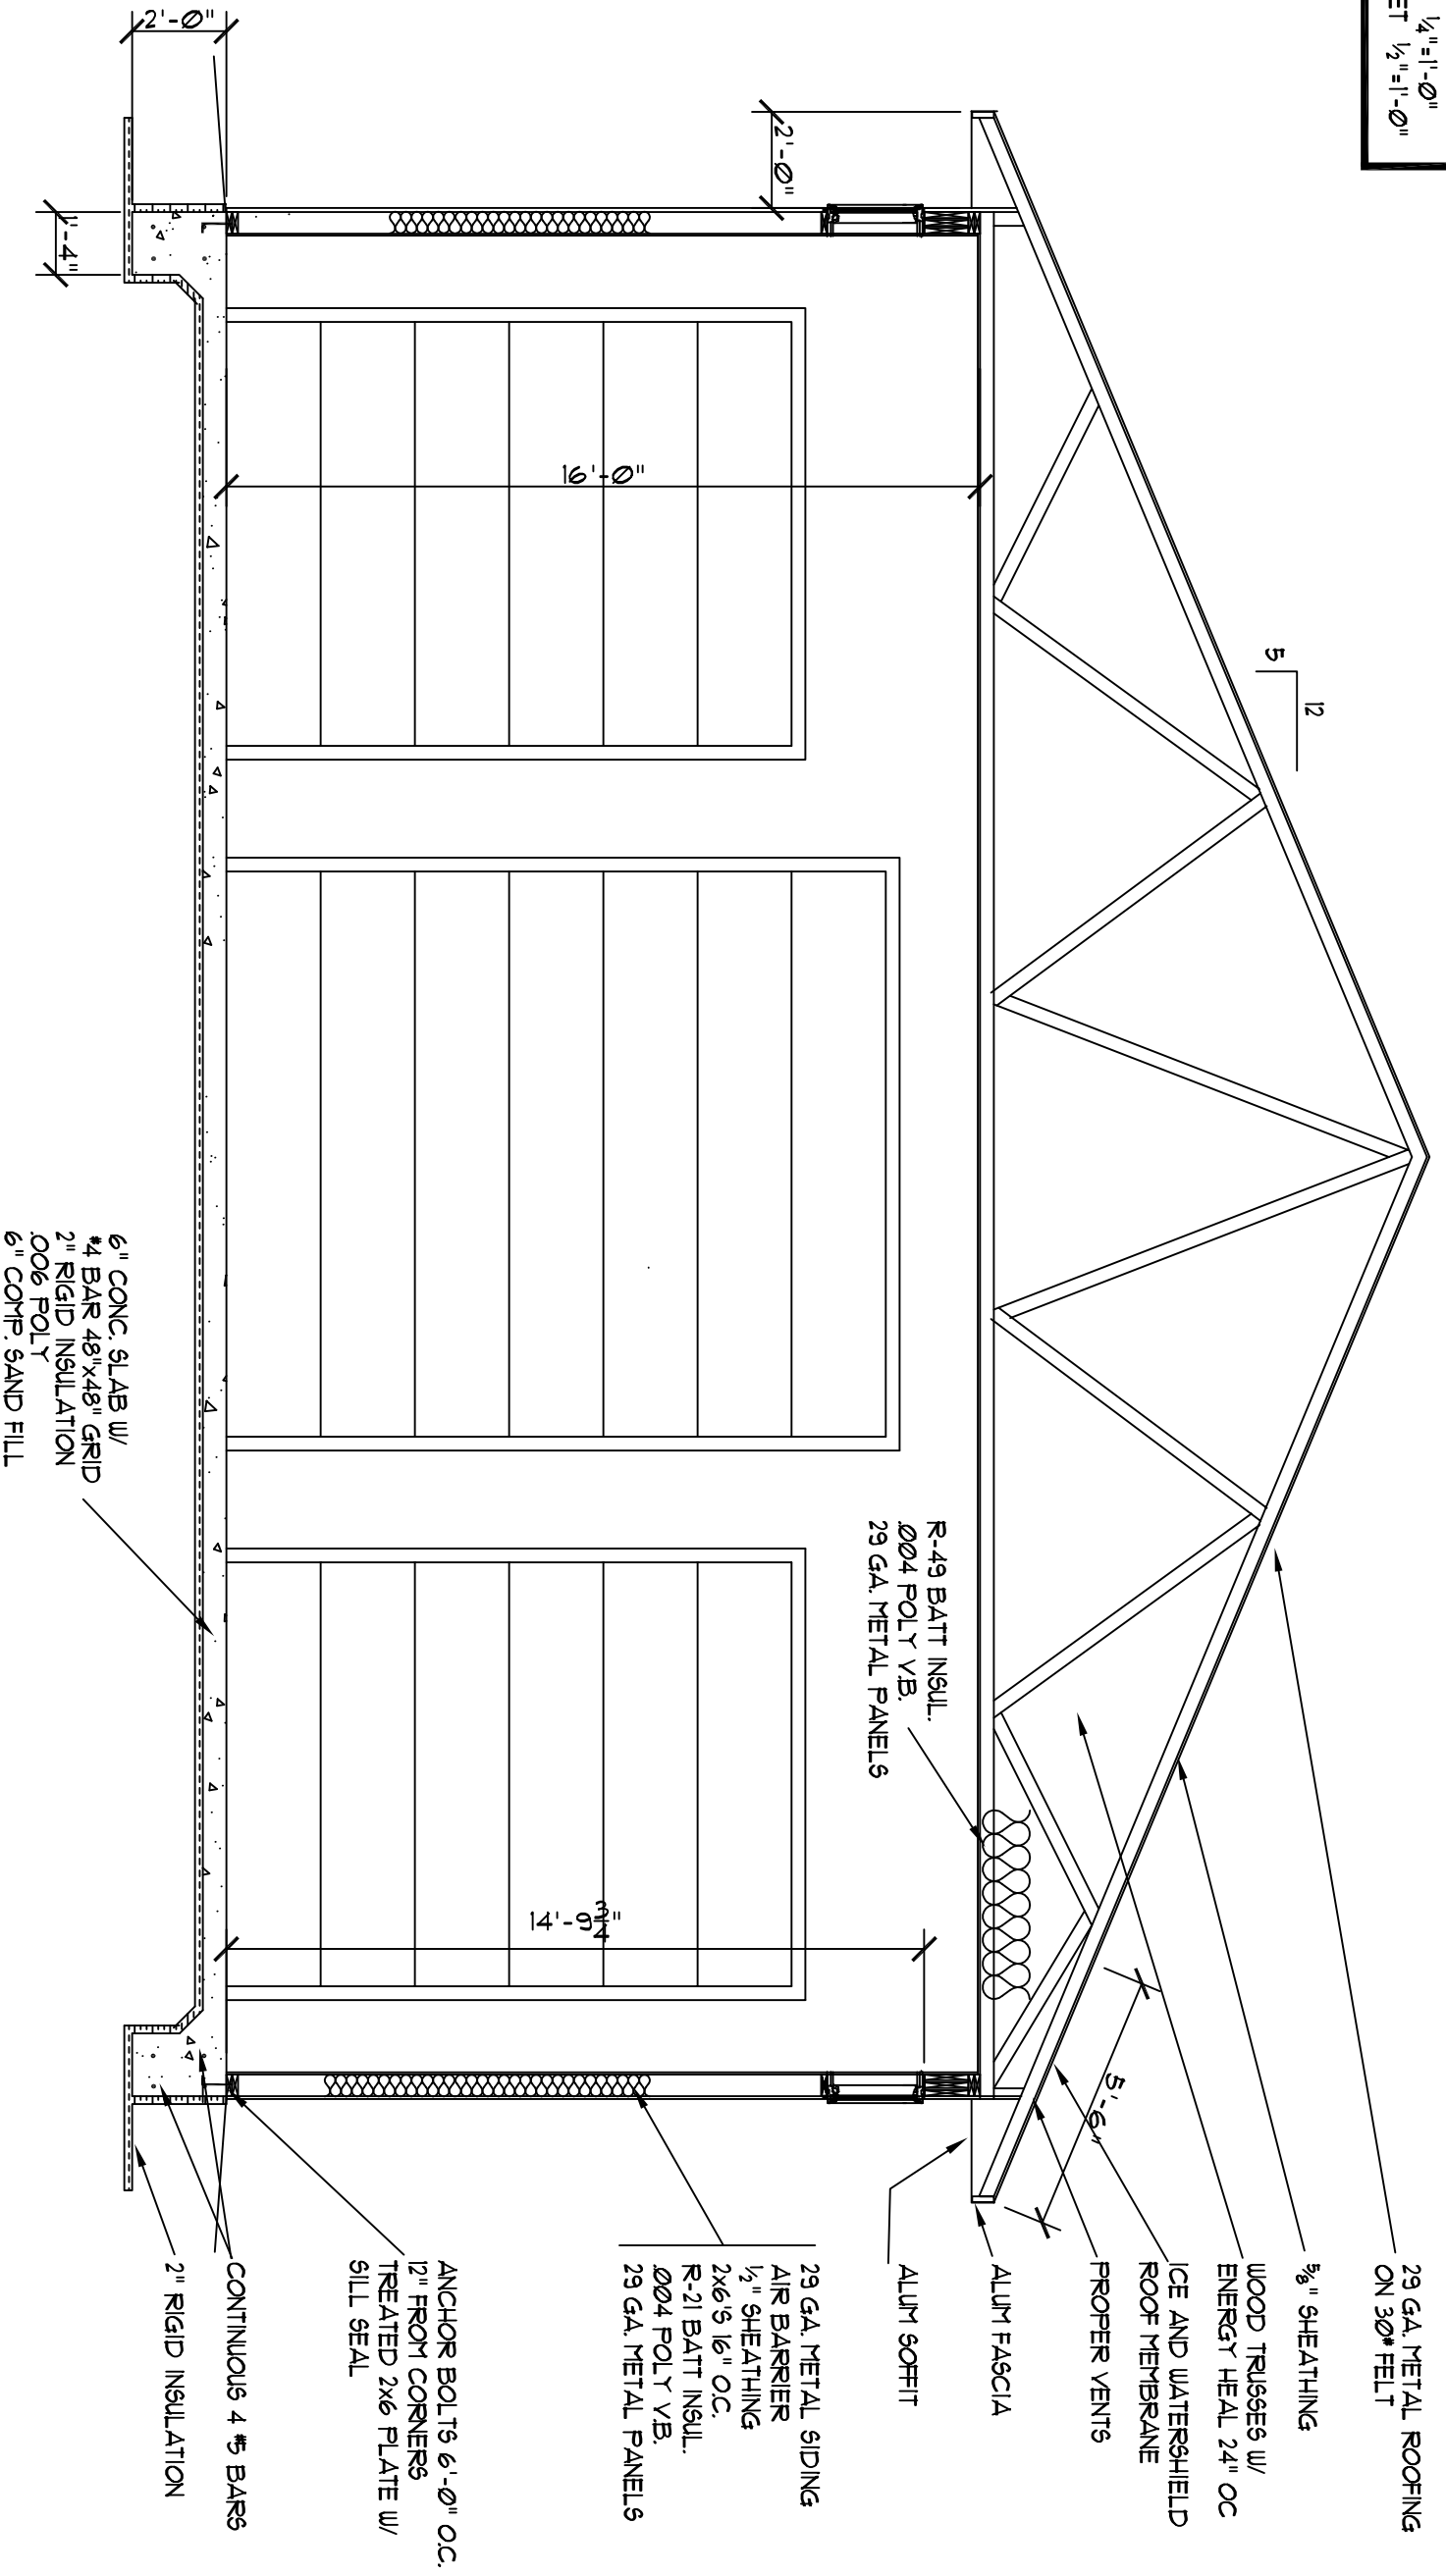 1/4"=1'-0"
ET 1/2"=1'-0"
29 GA. METAL ROOFING
ON 30# FELT
5/8" SHEATHING
WOOD TRUSSES W/
ENERGY HEAL 24" OC
ICE AND WATERSHIELD
ROOF MEMBRANE
PROPER VENTS
ALUM FASCIA
ALUM SOFFIT
29 GA. METAL SIDING
AIR BARRIER
1/2" SHEATHING
2x6'S 16" O.C.
R-21 BATT INSUL.
.004 POLY V.B.
29 GA. METAL PANELS
ANCHOR BOLTS 6'-0" O.C.
12" FROM CORNERS
TREATED 2x6 PLATE W/
SILL SEAL
CONTINUOUS 4 #5 BARS
2" RIGID INSULATION
12
5
5'-6"
R-49 BATT INSUL.
.004 POLY V.B.
29 GA. METAL PANELS
2'-0"
16'-0"
14'-9 3/4"
2'-0"
1'-4"
6" CONC. SLAB W/
#4 BAR 48"x48" GRID
2" RIGID INSULATION
.006 POLY
6" COMP. SAND FILL